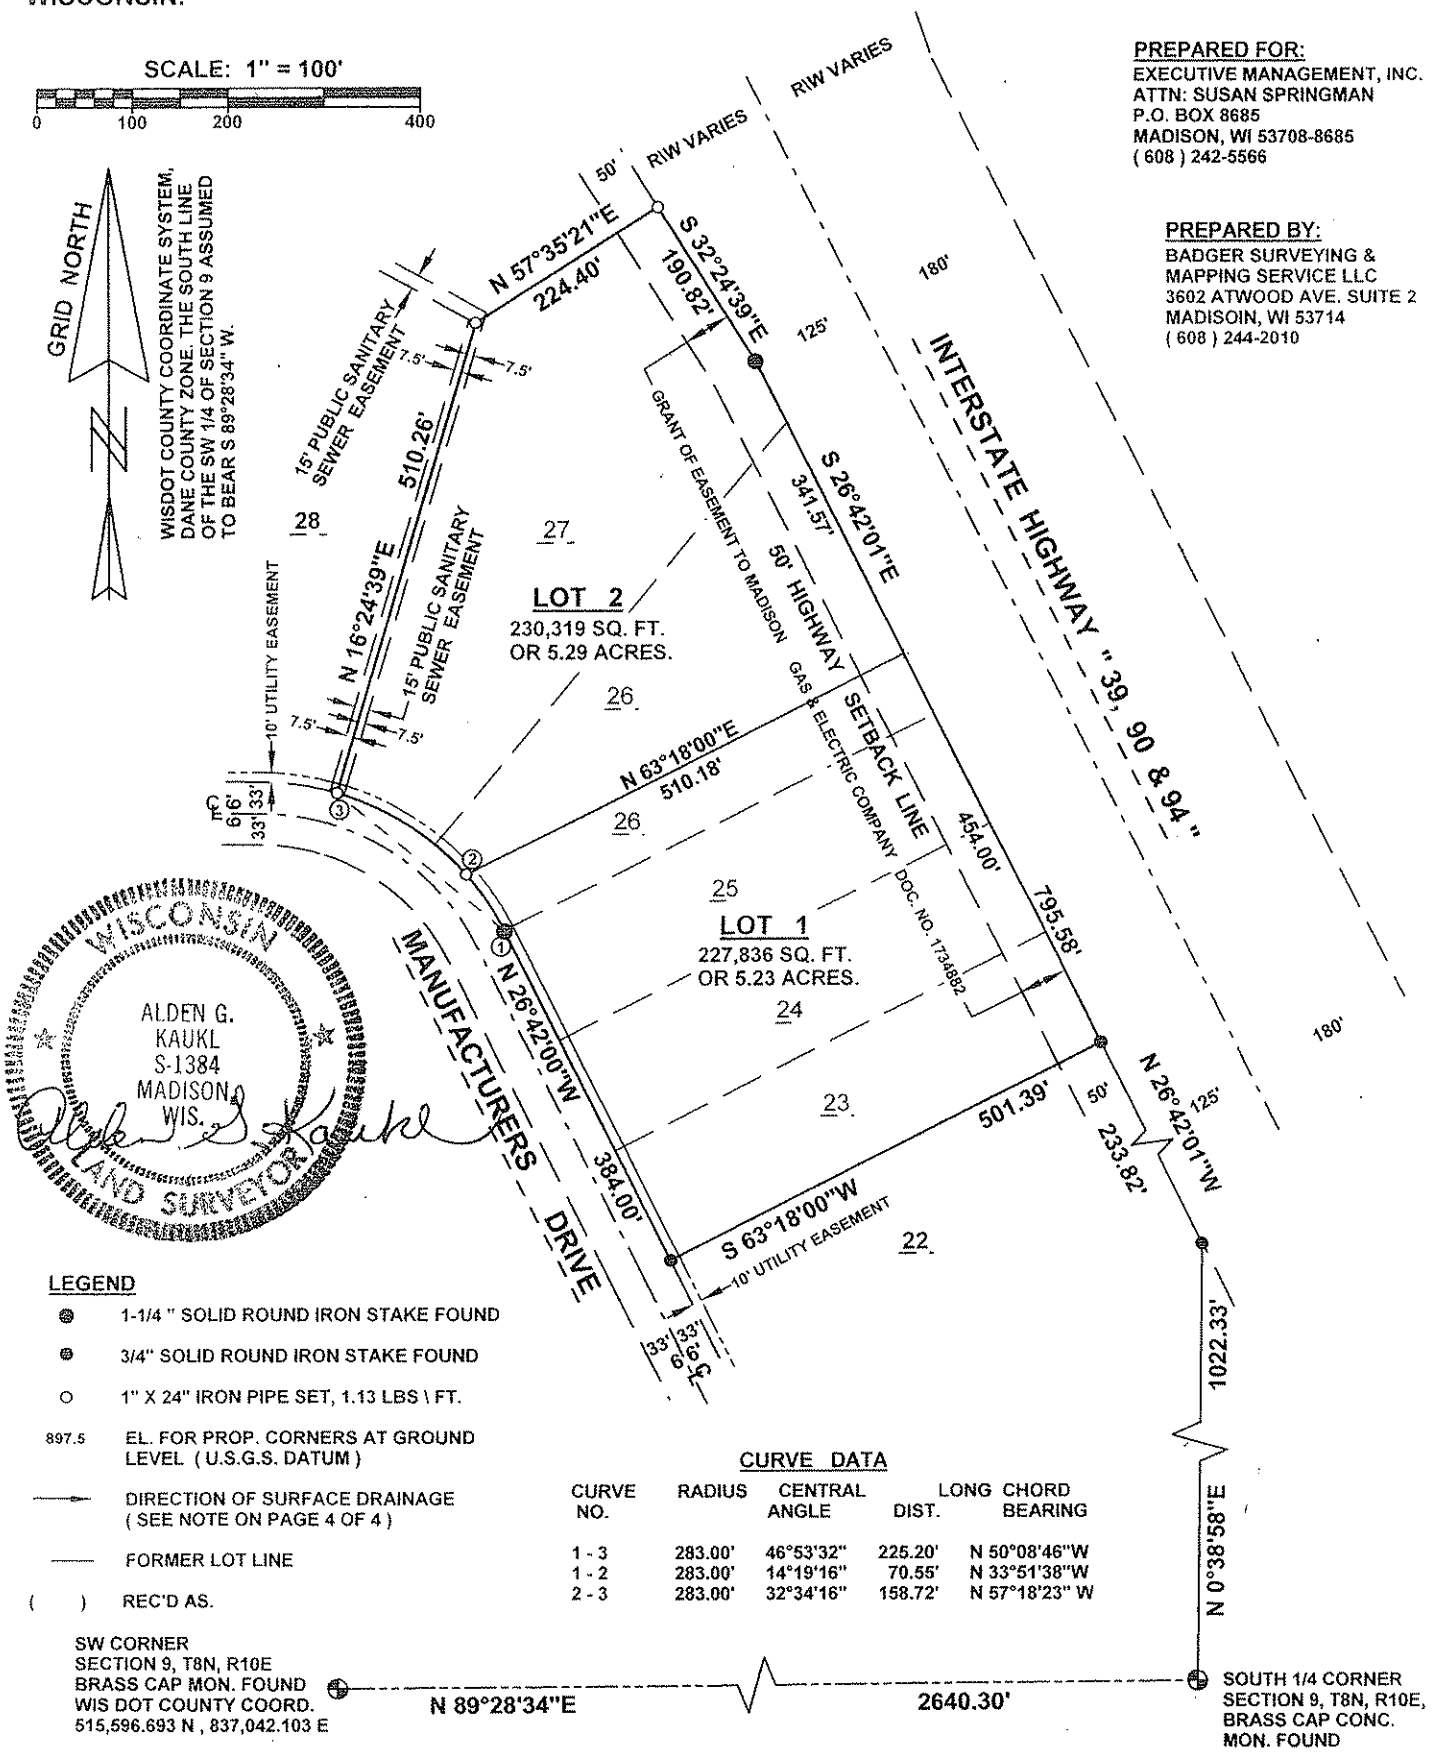 WISCONSIN.
SCALE: 1" = 100'
0 100 200 400
GRID NORTH
N
WISDOT COUNTY COORDINATE SYSTEM,
DANE COUNTY ZONE. THE SOUTH LINE
OF THE SW 1/4 OF SECTION 9 ASSUMED
TO BEAR S 89°28'34" W.
PREPARED FOR:
EXECUTIVE MANAGEMENT, INC.
ATTN: SUSAN SPRINGMAN
P.O. BOX 8685
MADISON, WI 53708-8685
( 608 ) 242-5566
PREPARED BY:
BADGER SURVEYING &
MAPPING SERVICE LLC
3602 ATWOOD AVE. SUITE 2
MADISOIN, WI 53714
( 608 ) 244-2010
R\W VARIES
R\W VARIES
50'
N 57°35'21"E
224.40'
S 32°24'39"E
190.82'
180'
125'
15' PUBLIC SANITARY
SEWER EASEMENT
7.5'
7.5'
510.26'
N 16°24'39"E
28
27
15' PUBLIC SANITARY
SEWER EASEMENT
7.5'
7.5'
10' UTILITY EASEMENT
LOT 2
230,319 SQ. FT.
OR 5.29 ACRES.
26
GRANT OF EASEMENT TO MADISON GAS & ELECTRIC COMPANY DOC. NO. 1734882
50' HIGHWAY SETBACK LINE
S 26°42'01"E
341.57'
INTERSTATE HIGHWAY " 39, 90 & 94 "
N 63°18'00"E
510.18'
26
454.00'
795.58'
25
LOT 1
227,836 SQ. FT.
OR 5.23 ACRES.
24
23
22
C
L
66'
33'
33'
3
2
1
MANUFACTURERS DRIVE
N 26°42'00"W
384.00'
S 63°18'00"W
501.39'
10' UTILITY EASEMENT
33'
33'
66'
C
L
50'
125'
180'
N 26°42'01"W
233.82'
1022.33'
N 0°38'58"E
WISCONSIN
ALDEN G.
KAUKL
S-1384
MADISON,
WIS.
LAND SURVEYOR
Alden G Kaukl
LEGEND
1-1/4 " SOLID ROUND IRON STAKE FOUND
3/4" SOLID ROUND IRON STAKE FOUND
1" X 24" IRON PIPE SET, 1.13 LBS \ FT.
897.5 EL. FOR PROP. CORNERS AT GROUND
LEVEL ( U.S.G.S. DATUM )
DIRECTION OF SURFACE DRAINAGE
( SEE NOTE ON PAGE 4 OF 4 )
FORMER LOT LINE
( ) REC'D AS.
CURVE DATA
CURVE RADIUS CENTRAL LONG CHORD
NO. ANGLE DIST. BEARING
1 - 3 283.00' 46°53'32" 225.20' N 50°08'46"W
1 - 2 283.00' 14°19'16" 70.55' N 33°51'38"W
2 - 3 283.00' 32°34'16" 158.72' N 57°18'23" W
SW CORNER
SECTION 9, T8N, R10E
BRASS CAP MON. FOUND
WIS DOT COUNTY COORD.
515,596.693 N , 837,042.103 E
N 89°28'34"E
2640.30'
SOUTH 1/4 CORNER
SECTION 9, T8N, R10E,
BRASS CAP CONC.
MON. FOUND